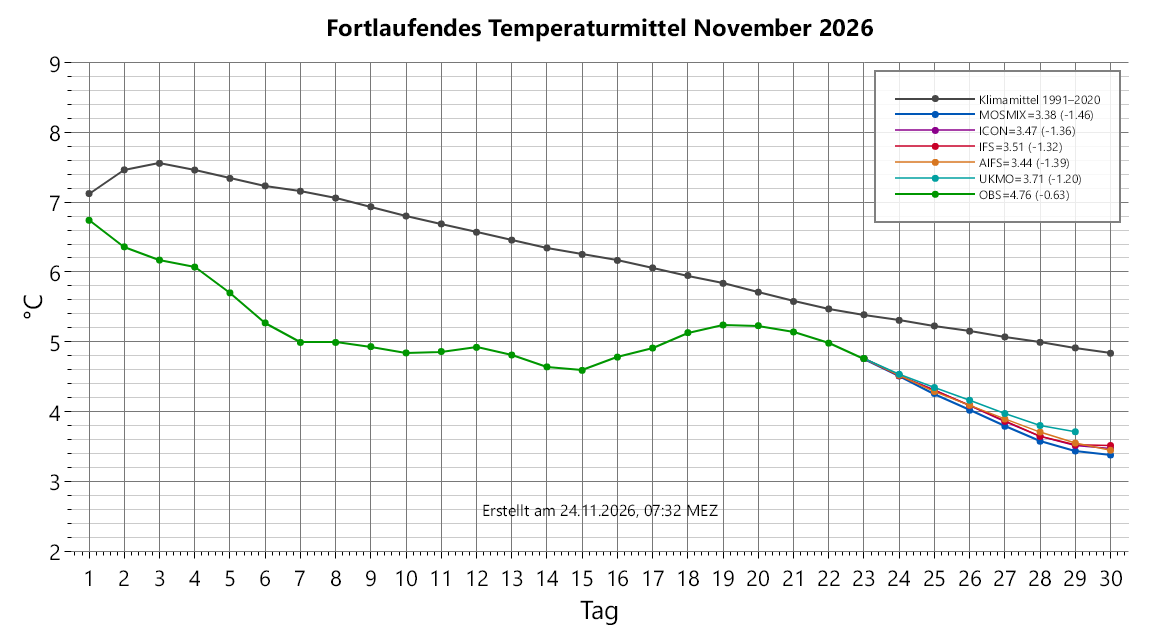 Fortlaufendes Temperaturmittel November 2026
Klimamittel 1991–2020
MOSMIX=3.38 (-1.46)
ICON=3.47 (-1.36)
IFS=3.51 (-1.32)
AIFS=3.44 (-1.39)
UKMO=3.71 (-1.20)
OBS=4.76 (-0.63)
9
8
7
6
5
4
3
2
°C
Erstellt am 24.11.2026, 07:32 MEZ
1 2 3 4 5 6 7 8 9 10 11 12 13 14 15 16 17 18 19 20 21 22 23 24 25 26 27 28 29 30
Tag